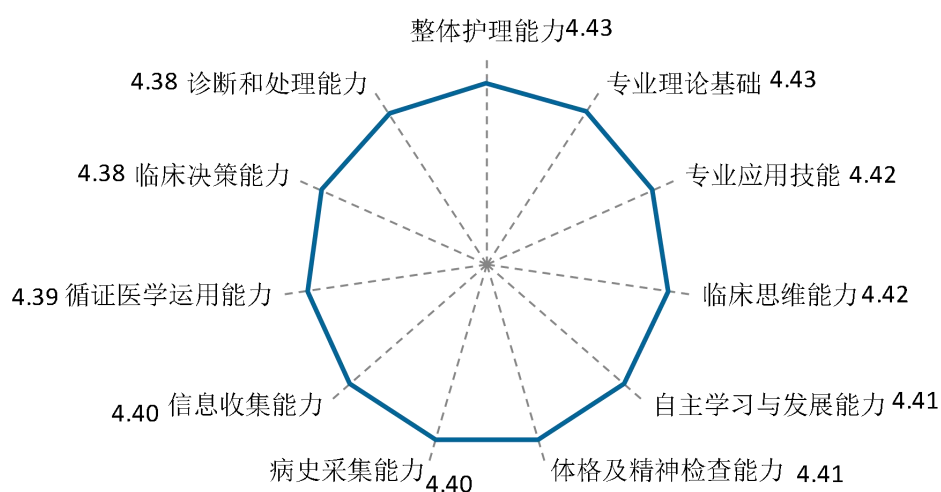 整体护理能力4.43
专业理论基础 4.43
专业应用技能 4.42
临床思维能力4.42
自主学习与发展能力 4.41
体格及精神检查能力 4.41
病史采集能力4.40
4.40 信息收集能力
4.39 循证医学运用能力
4.38 临床决策能力
4.38 诊断和处理能力